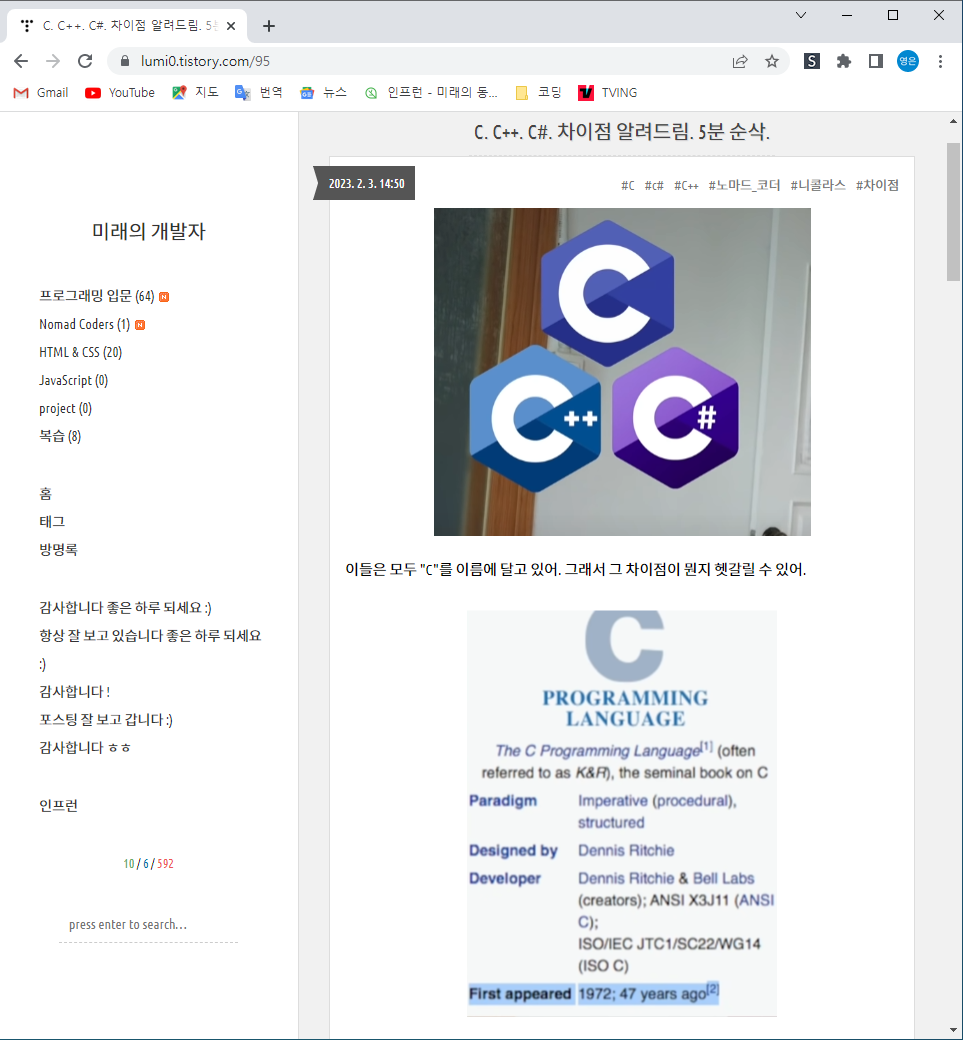 C. C++. C#. 차이점 알려드림. 5분
lumi0.tistory.com/95
영은
Gmail YouTube 지도 번역 뉴스 인프런 - 미래의 동... 코딩 TVING
C. C++. C#. 차이점 알려드림. 5분 순삭.
2023. 2. 3. 14:50
#C #c# #C++ #노마드_코더 #니콜라스 #차이점
미래의 개발자
프로그래밍 입문 (64) N
Nomad Coders (1) N
HTML & CSS (20)
JavaScript (0)
project (0)
복습 (8)
홈
태그
방명록
감사합니다 좋은 하루 되세요 :)
항상 잘 보고 있습니다 좋은 하루 되세요
:)
감사합니다 !
포스팅 잘 보고 갑니다 :)
감사합니다 ㅎㅎ
인프런
10 / 6 / 592
press enter to search...
C
C++
C#
이들은 모두 "C"를 이름에 달고 있어. 그래서 그 차이점이 뭔지 헷갈릴 수 있어.
C
PROGRAMMING
LANGUAGE
The C Programming Language[1] (often
referred to as K&R), the seminal book on C
Paradigm Imperative (procedural),
structured
Designed by Dennis Ritchie
Developer Dennis Ritchie & Bell Labs
(creators); ANSI X3J11 (ANSI
C);
ISO/IEC JTC1/SC22/WG14
(ISO C)
First appeared 1972; 47 years ago[2]